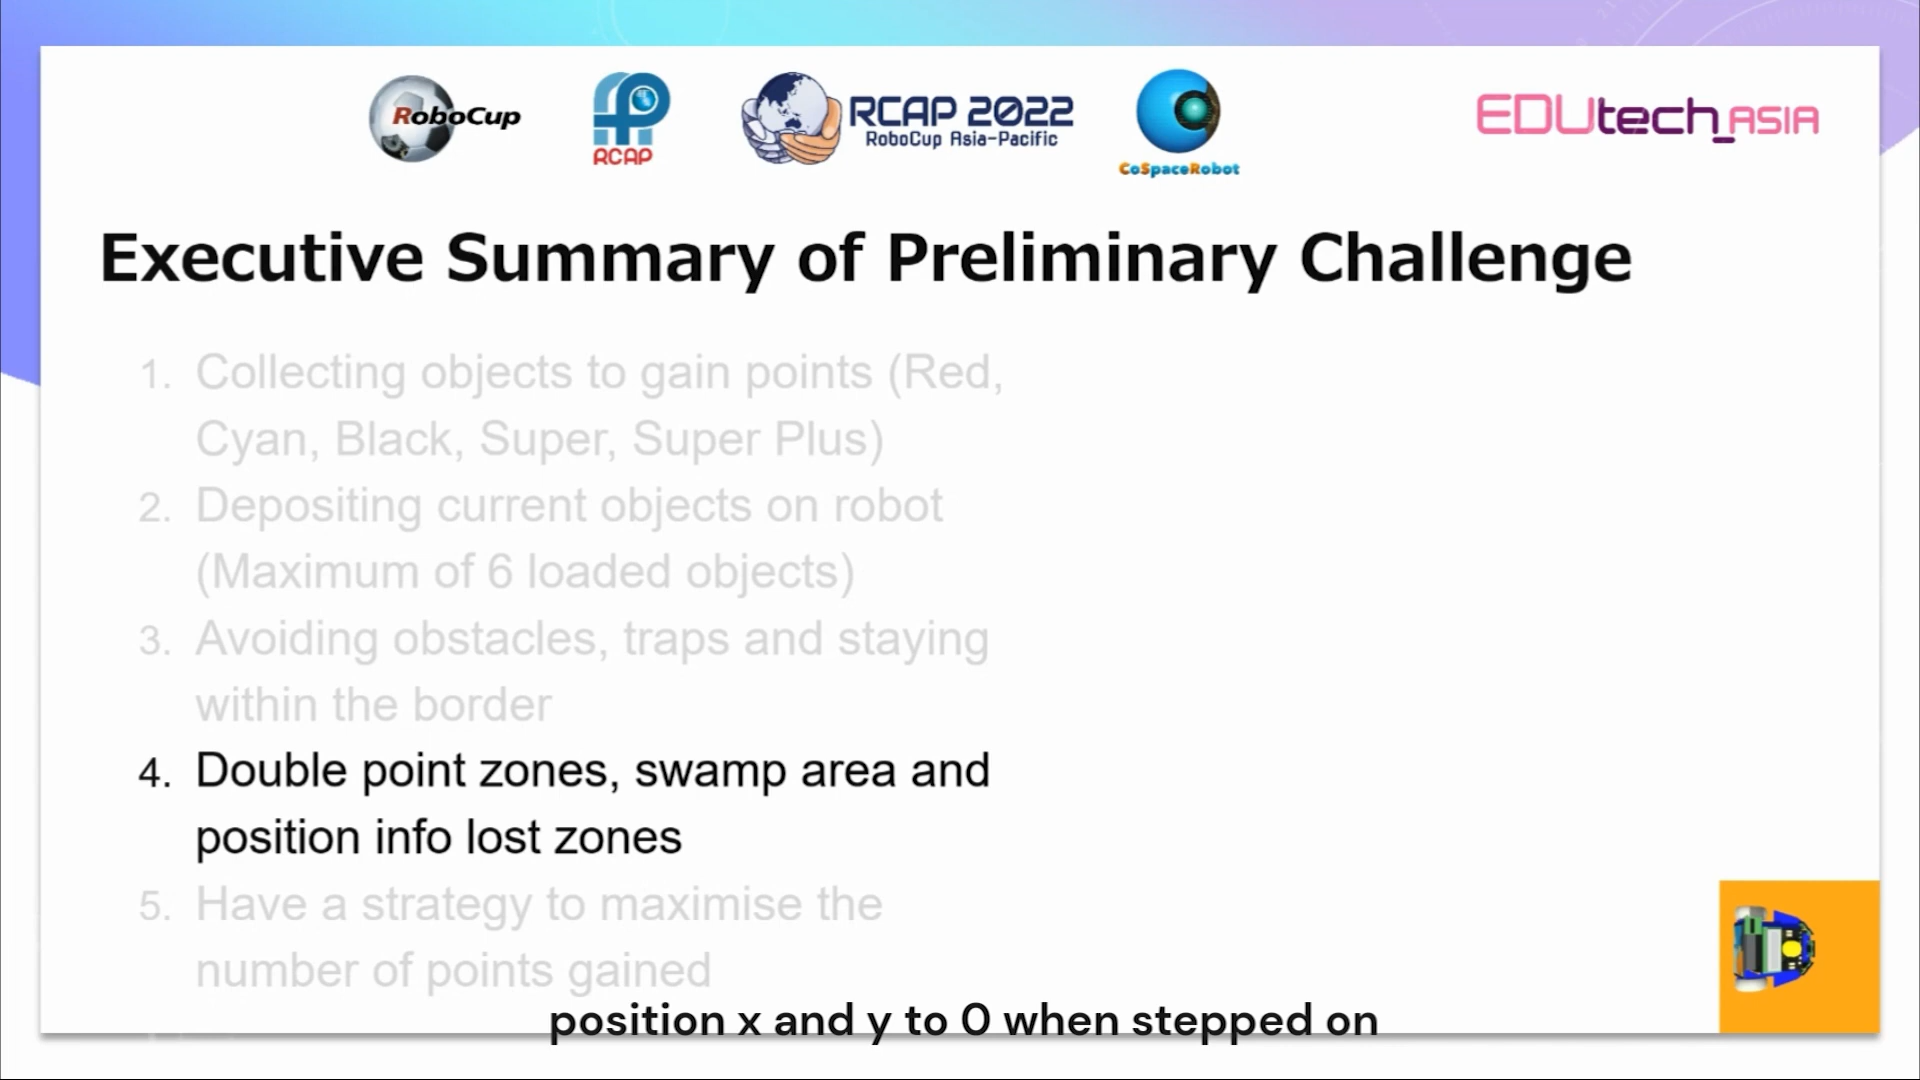 RoboCup
RCAP
RCAP 2022
RoboCup Asia-Pacific
CoSpaceRobot
EDUtech_ASIA
Executive Summary of Preliminary Challenge
1. Collecting objects to gain points (Red,
Cyan, Black, Super, Super Plus)
2. Depositing current objects on robot
(Maximum of 6 loaded objects)
3. Avoiding obstacles, traps and staying
within the border
4. Double point zones, swamp area and
position info lost zones
5. Have a strategy to maximise the
number of points gained
position x and y to 0 when stepped on